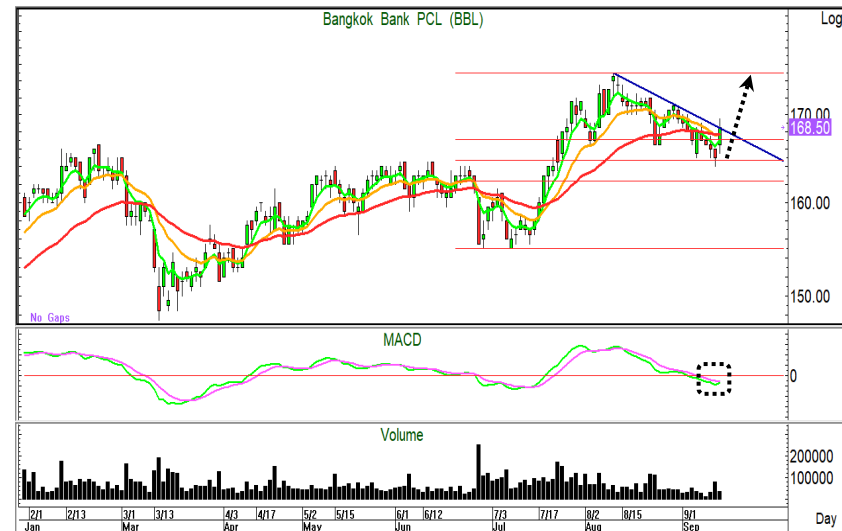 Bangkok Bank PCL (BBL)
Log
170.00
168.50
160.00
150.00
No Gaps
MACD
0
Volume
200000
100000
2/1 2/13 3/1 3/13 4/3 4/17 5/2 5/15 6/1 6/12 7/3 7/17 8/2 8/15 9/1
Day
Jan Mar Apr May Jun Jul Aug Sep